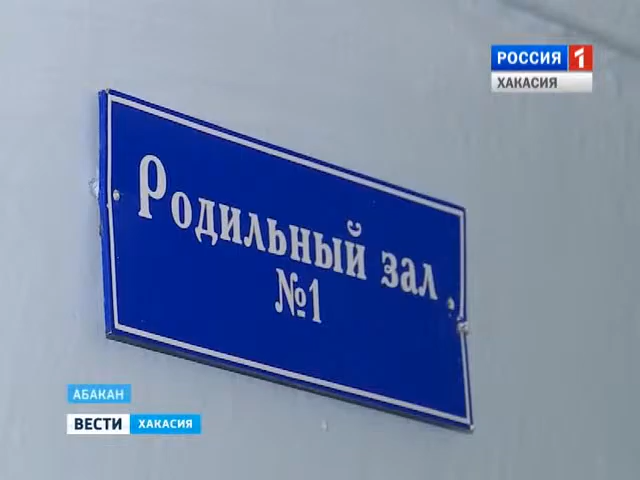 РОССИЯ 1
ХАКАСИЯ
Родильный зал
№1
АБАКАН
ВЕСТИ ХАКАСИЯ